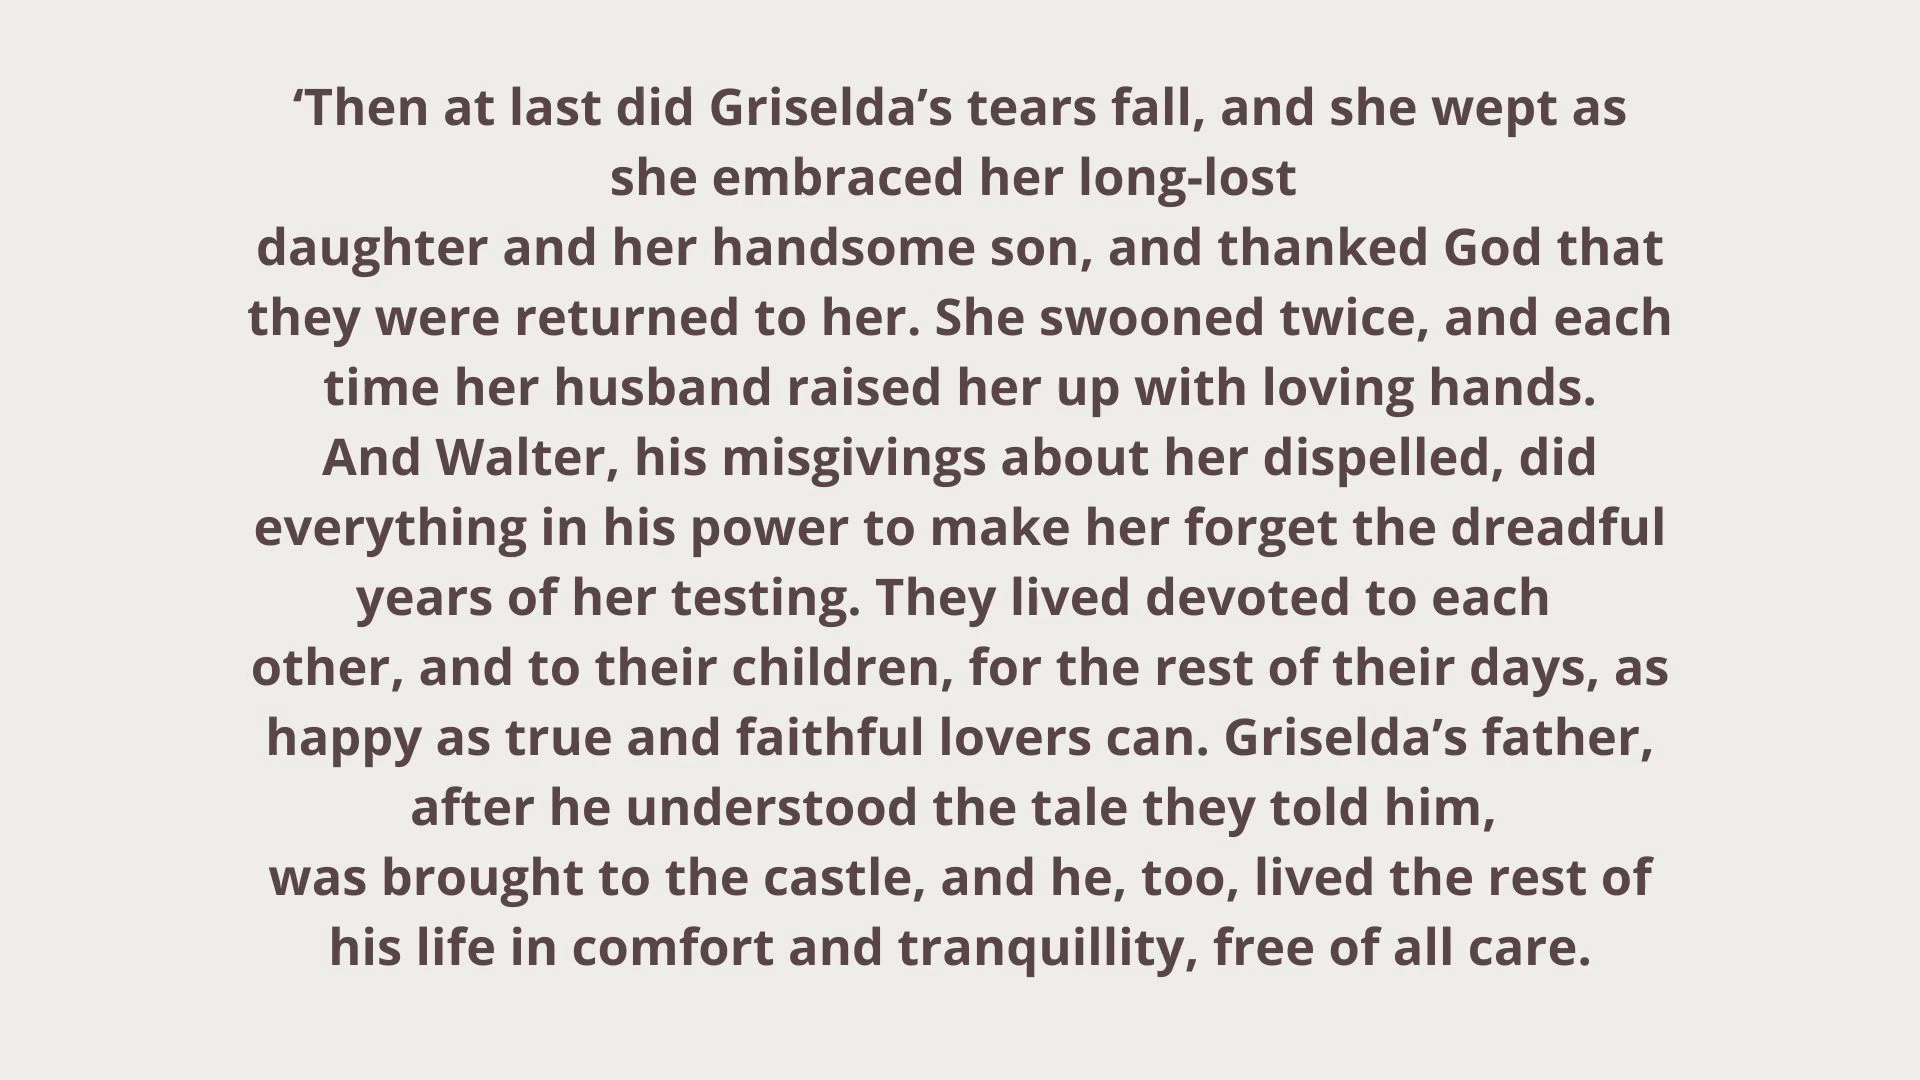 ‘Then at last did Griselda’s tears fall, and she wept as
she embraced her long-lost
daughter and her handsome son, and thanked God that
they were returned to her. She swooned twice, and each
time her husband raised her up with loving hands.
And Walter, his misgivings about her dispelled, did
everything in his power to make her forget the dreadful
years of her testing. They lived devoted to each
other, and to their children, for the rest of their days, as
happy as true and faithful lovers can. Griselda’s father,
after he understood the tale they told him,
was brought to the castle, and he, too, lived the rest of
his life in comfort and tranquillity, free of all care.